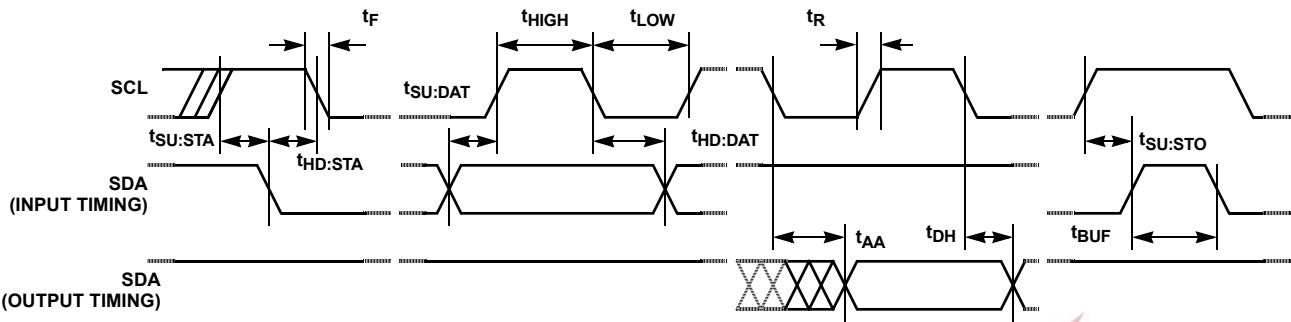 tF
tHIGH
tLOW
tR
SCL
tSU:DAT
tSU:STA
tHD:STA
tHD:DAT
tSU:STO
SDA
(INPUT TIMING)
tAA
tDH
tBUF
SDA
(OUTPUT TIMING)